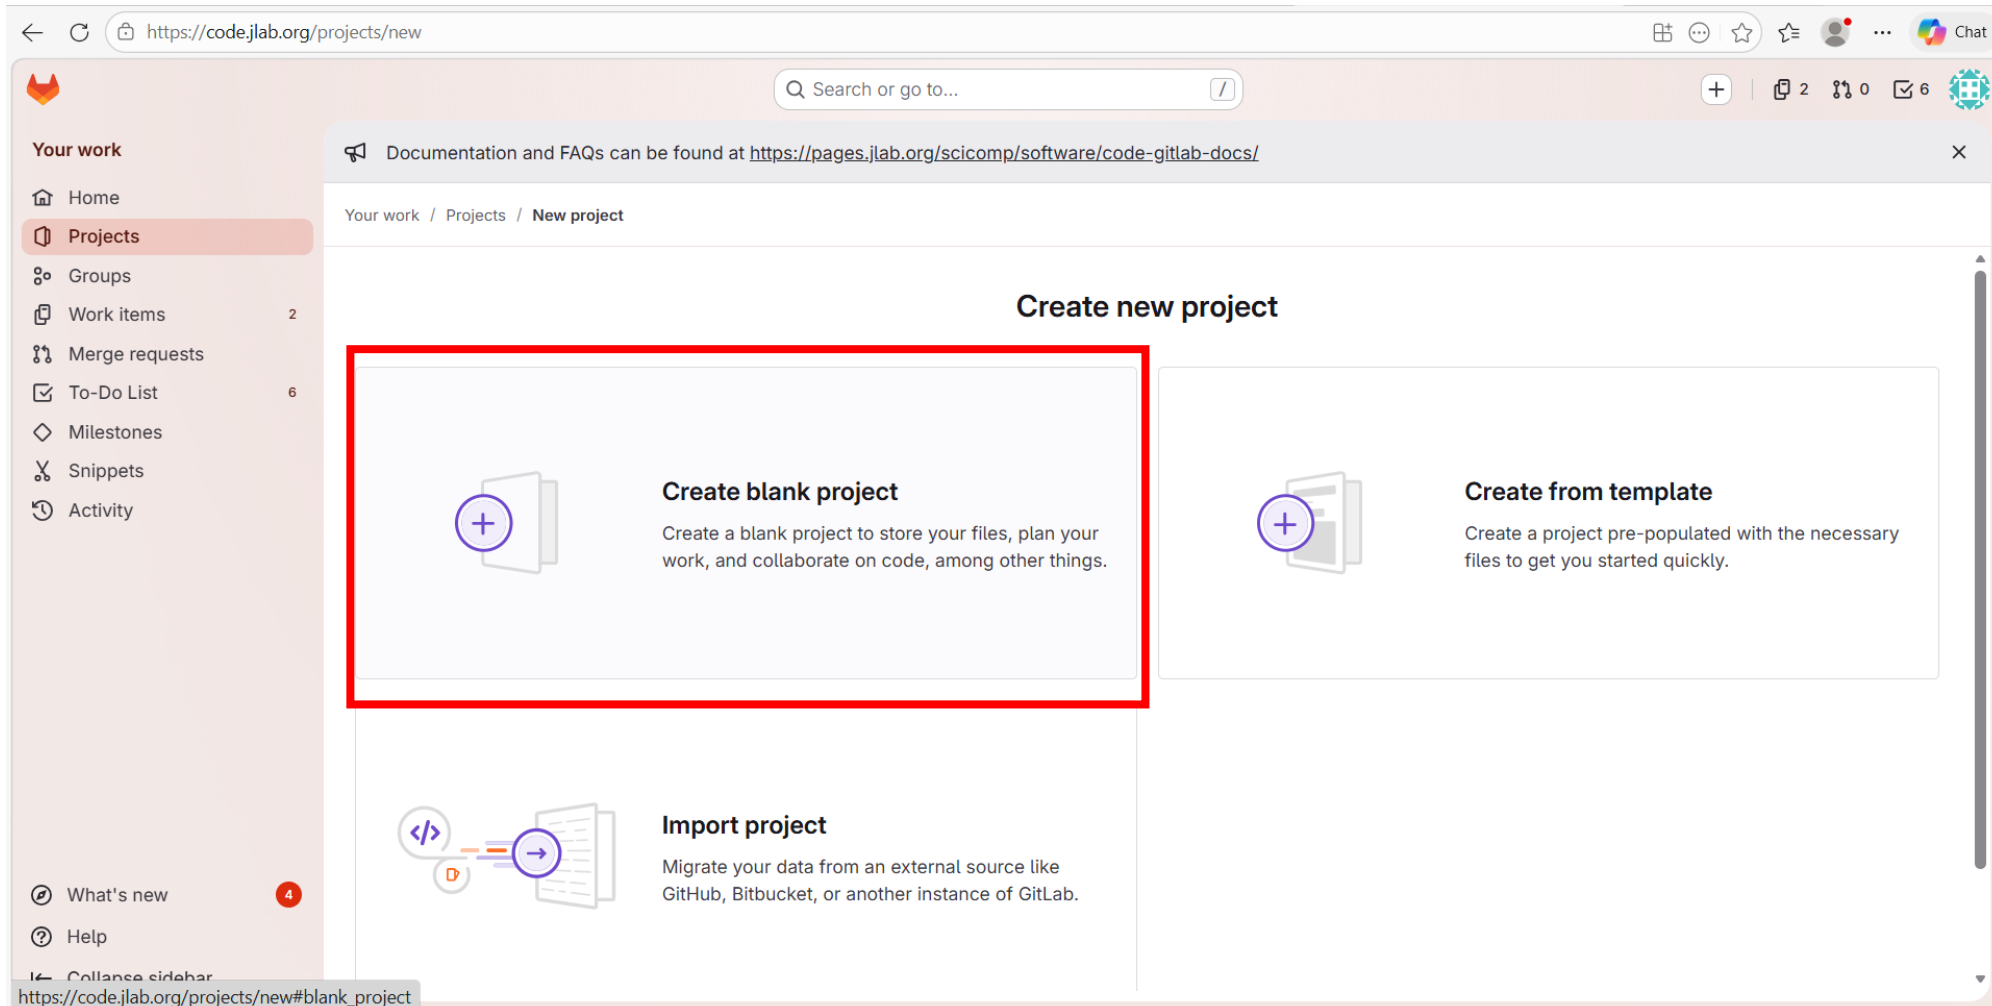 https://code.jlab.org/projects/new
Chat
Search or go to...
/
2
0
6
Your work
Home
Projects
Groups
Work items 2
Merge requests
To-Do List 6
Milestones
Snippets
Activity
What's new 4
Help
Collapse sidebar
https://code.jlab.org/projects/new#blank_project
Documentation and FAQs can be found at https://pages.jlab.org/scicomp/software/code-gitlab-docs/
Your work / Projects / New project
Create new project
Create blank project
Create a blank project to store your files, plan your
work, and collaborate on code, among other things.
Create from template
Create a project pre-populated with the necessary
files to get you started quickly.
Import project
Migrate your data from an external source like
GitHub, Bitbucket, or another instance of GitLab.